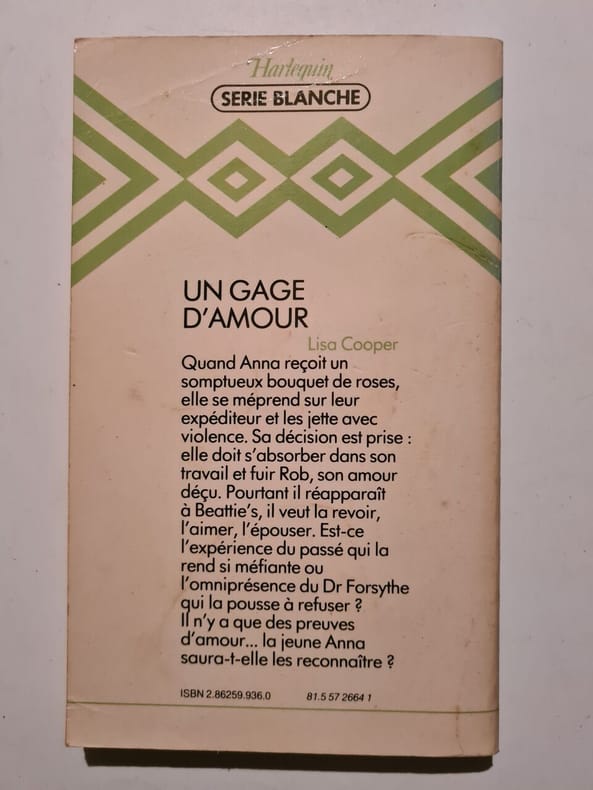 Harlequin
SERIE BLANCHE
UN GAGE
D'AMOUR
Lisa Cooper
Quand Anna reçoit un
somptueux bouquet de roses,
elle se méprend sur leur
expéditeur et les jette avec
violence. Sa décision est prise :
elle doit s'absorber dans son
travail et fuir Rob, son amour
déçu. Pourtant il réapparaît
à Beattie's, il veut la revoir,
l'aimer, l'épouser. Est-ce
l'expérience du passé qui la
rend si méfiante ou
l'omniprésence du Dr Forsythe
qui la pousse à refuser ?
Il n'y a que des preuves
d'amour... la jeune Anna
saura-t-elle les reconnaître ?
ISBN 2.86259.936.0 81.5 57 2664 1